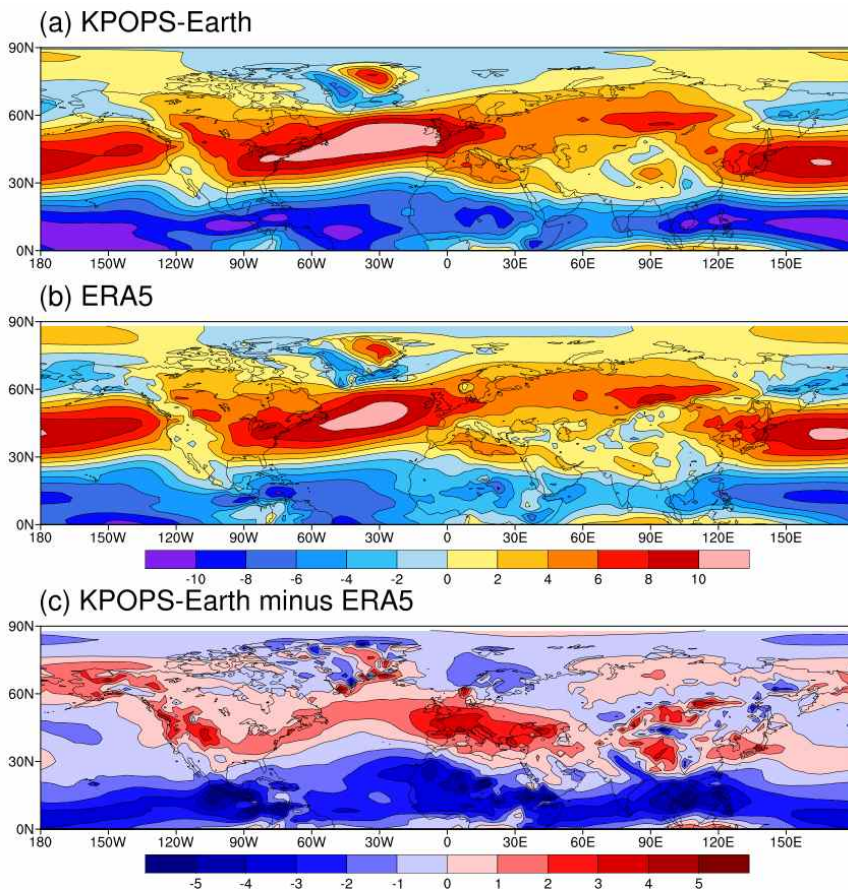 (a) KPOPS-Earth
90N
60N
30N
0N
180 150W 120W 90W 60W 30W 0 30E 60E 90E 120E 150E
(b) ERA5
90N
60N
30N
0N
180 150W 120W 90W 60W 30W 0 30E 60E 90E 120E 150E
-10 -8 -6 -4 -2 0 2 4 6 8 10
(c) KPOPS-Earth minus ERA5
90N
60N
30N
0N
180 150W 120W 90W 60W 30W 0 30E 60E 90E 120E 150E
-5 -4 -3 -2 -1 0 1 2 3 4 5